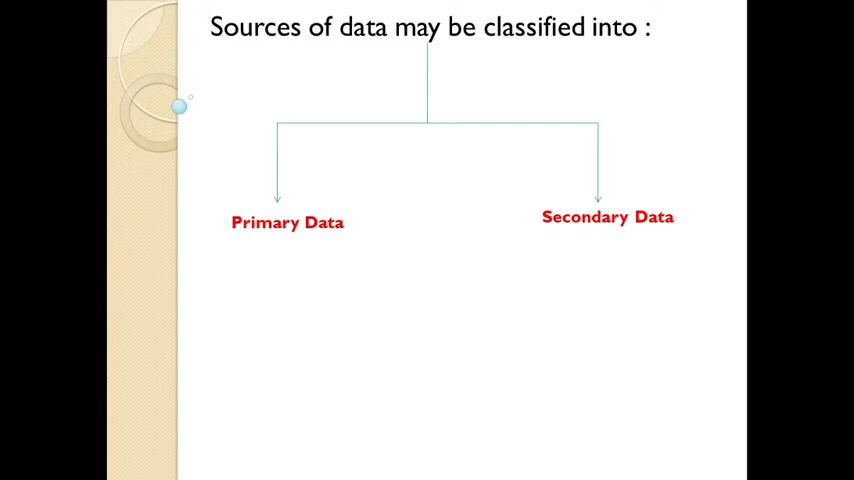 Sources of data may be classified into :
Primary Data
Secondary Data